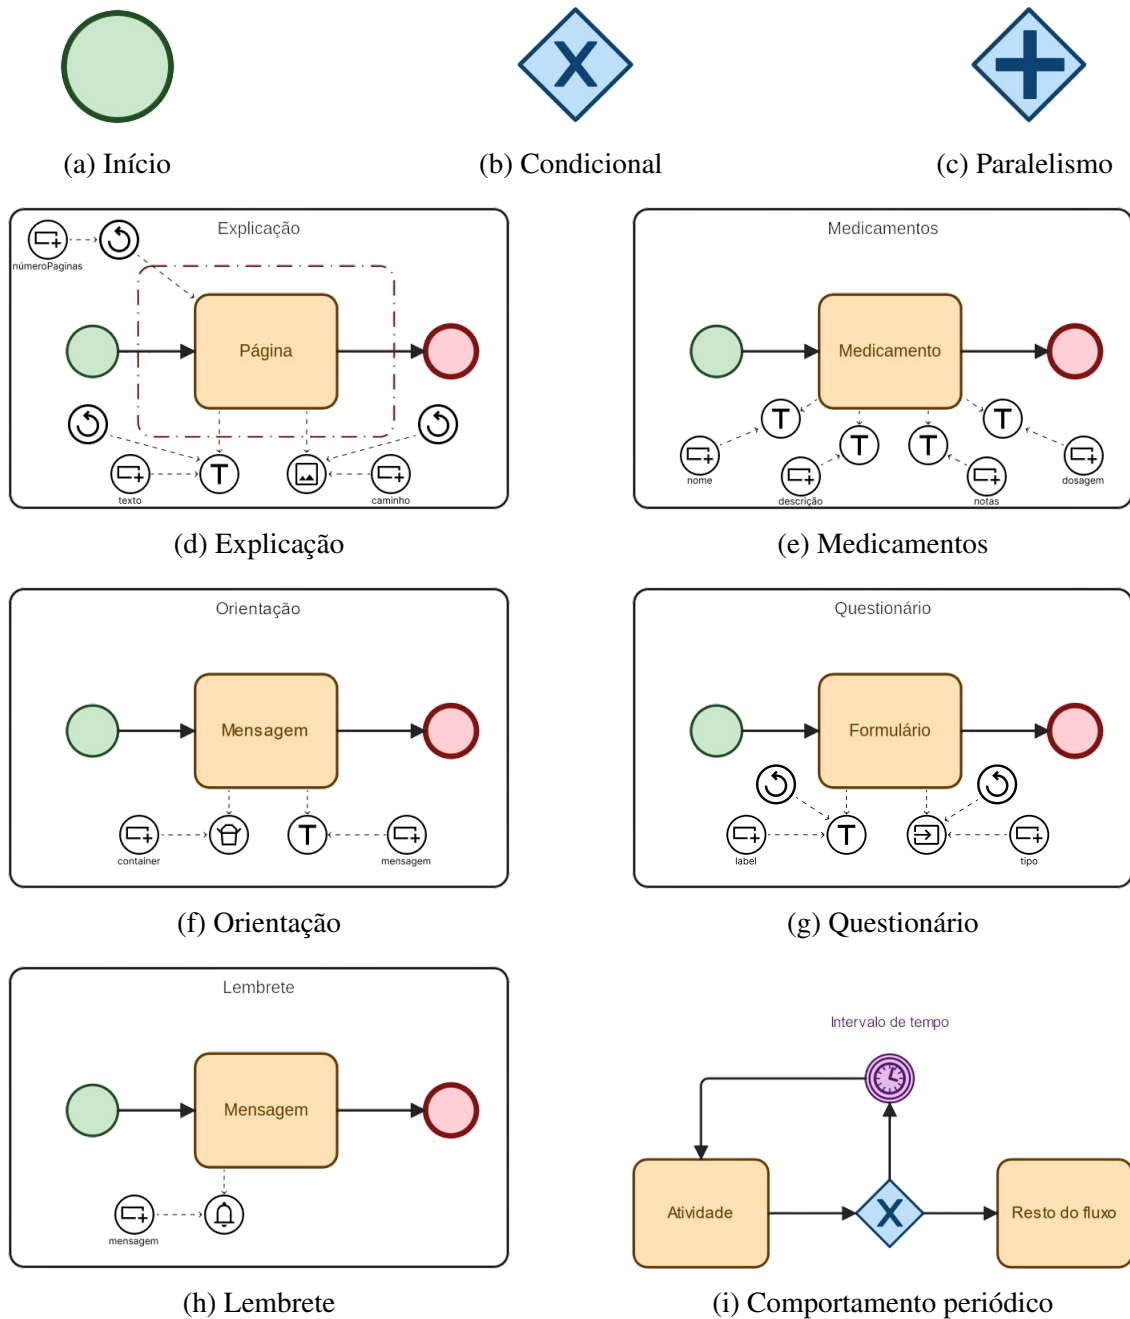 (a) Início
(b) Condicional
(c) Paralelismo
Explicação
númeroPaginas
Página
T
texto
caminho
(d) Explicação
Medicamentos
Medicamento
T
T
T
T
nome
descrição
notas
dosagem
(e) Medicamentos
Orientação
Mensagem
T
container
mensagem
(f) Orientação
Questionário
Formulário
T
label
tipo
(g) Questionário
Lembrete
Mensagem
mensagem
(h) Lembrete
Intervalo de tempo
Atividade
X
Resto do fluxo
(i) Comportamento periódico